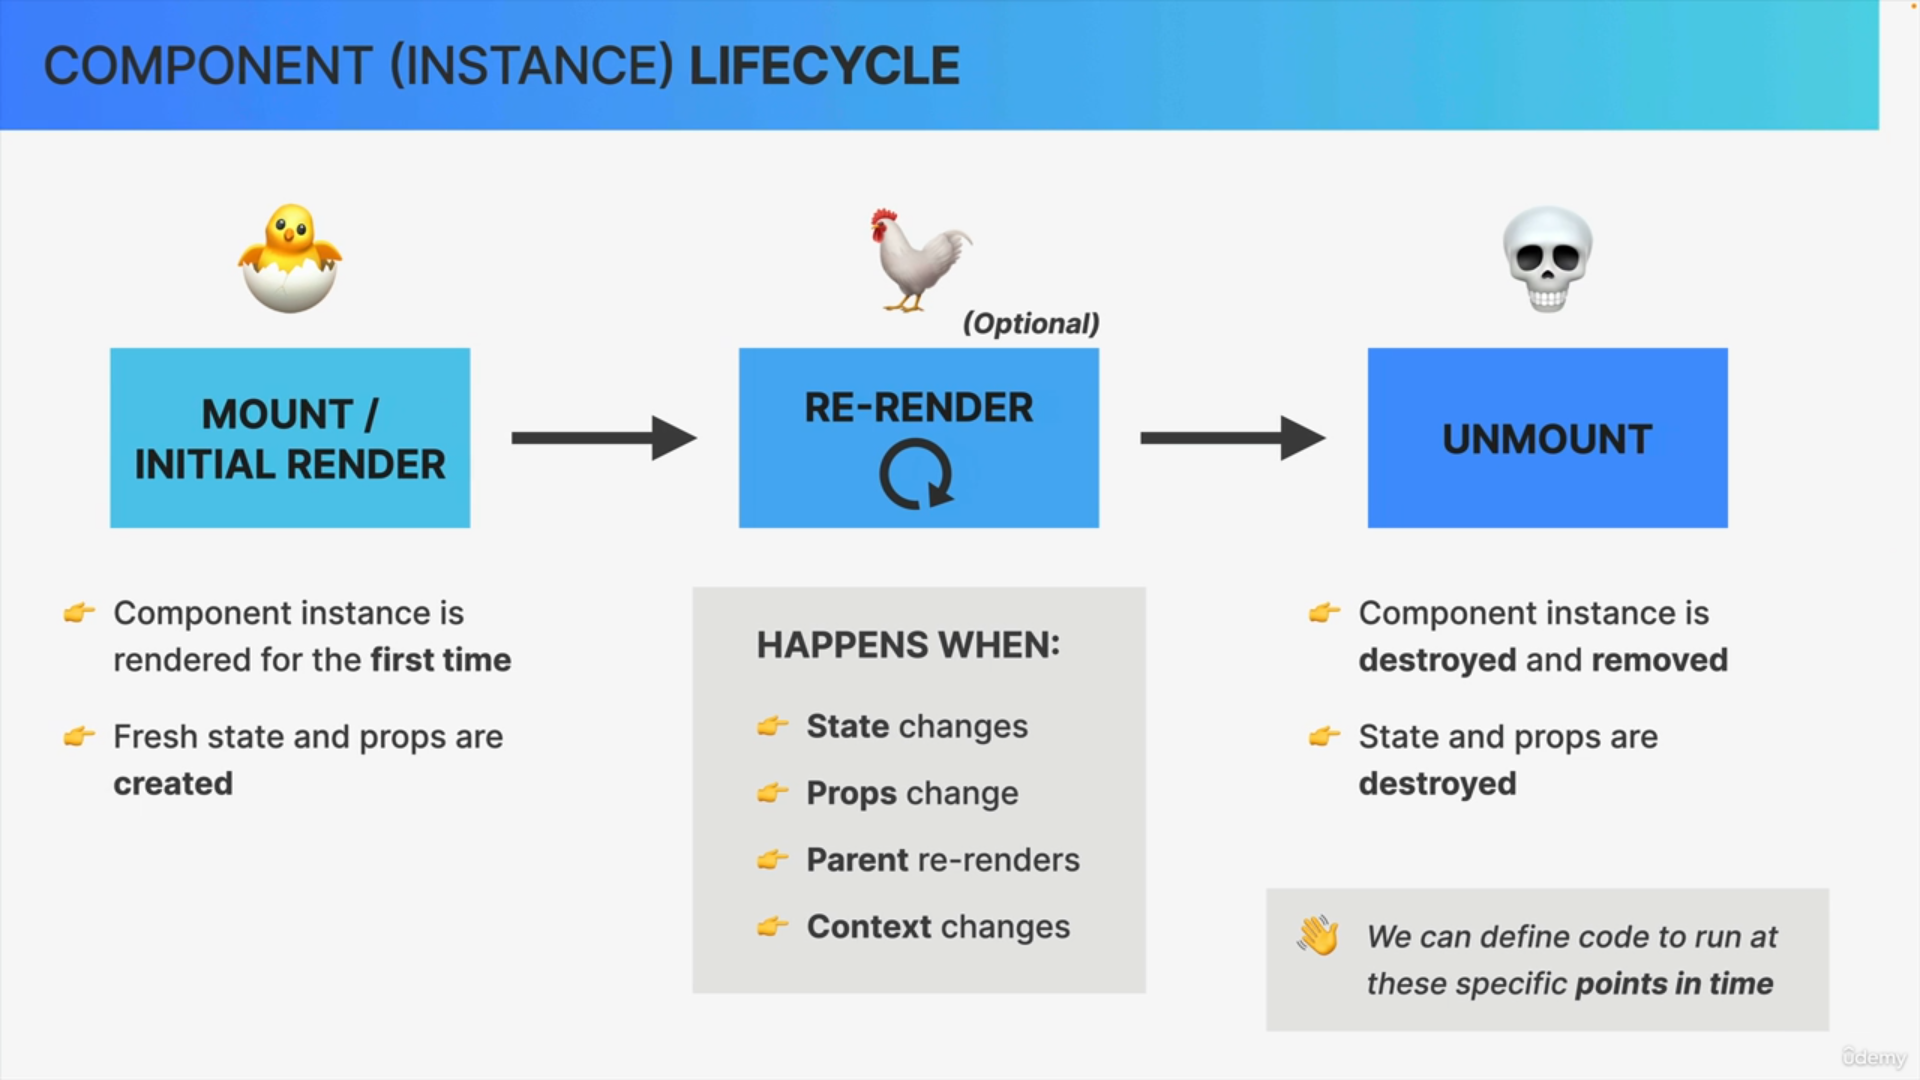 COMPONENT (INSTANCE) LIFECYCLE
(Optional)
MOUNT /
INITIAL RENDER
RE-RENDER
UNMOUNT
Component instance is
rendered for the first time
Fresh state and props are
created
HAPPENS WHEN:
State changes
Props change
Parent re-renders
Context changes
Component instance is
destroyed and removed
State and props are
destroyed
We can define code to run at
these specific points in time
ûdemy